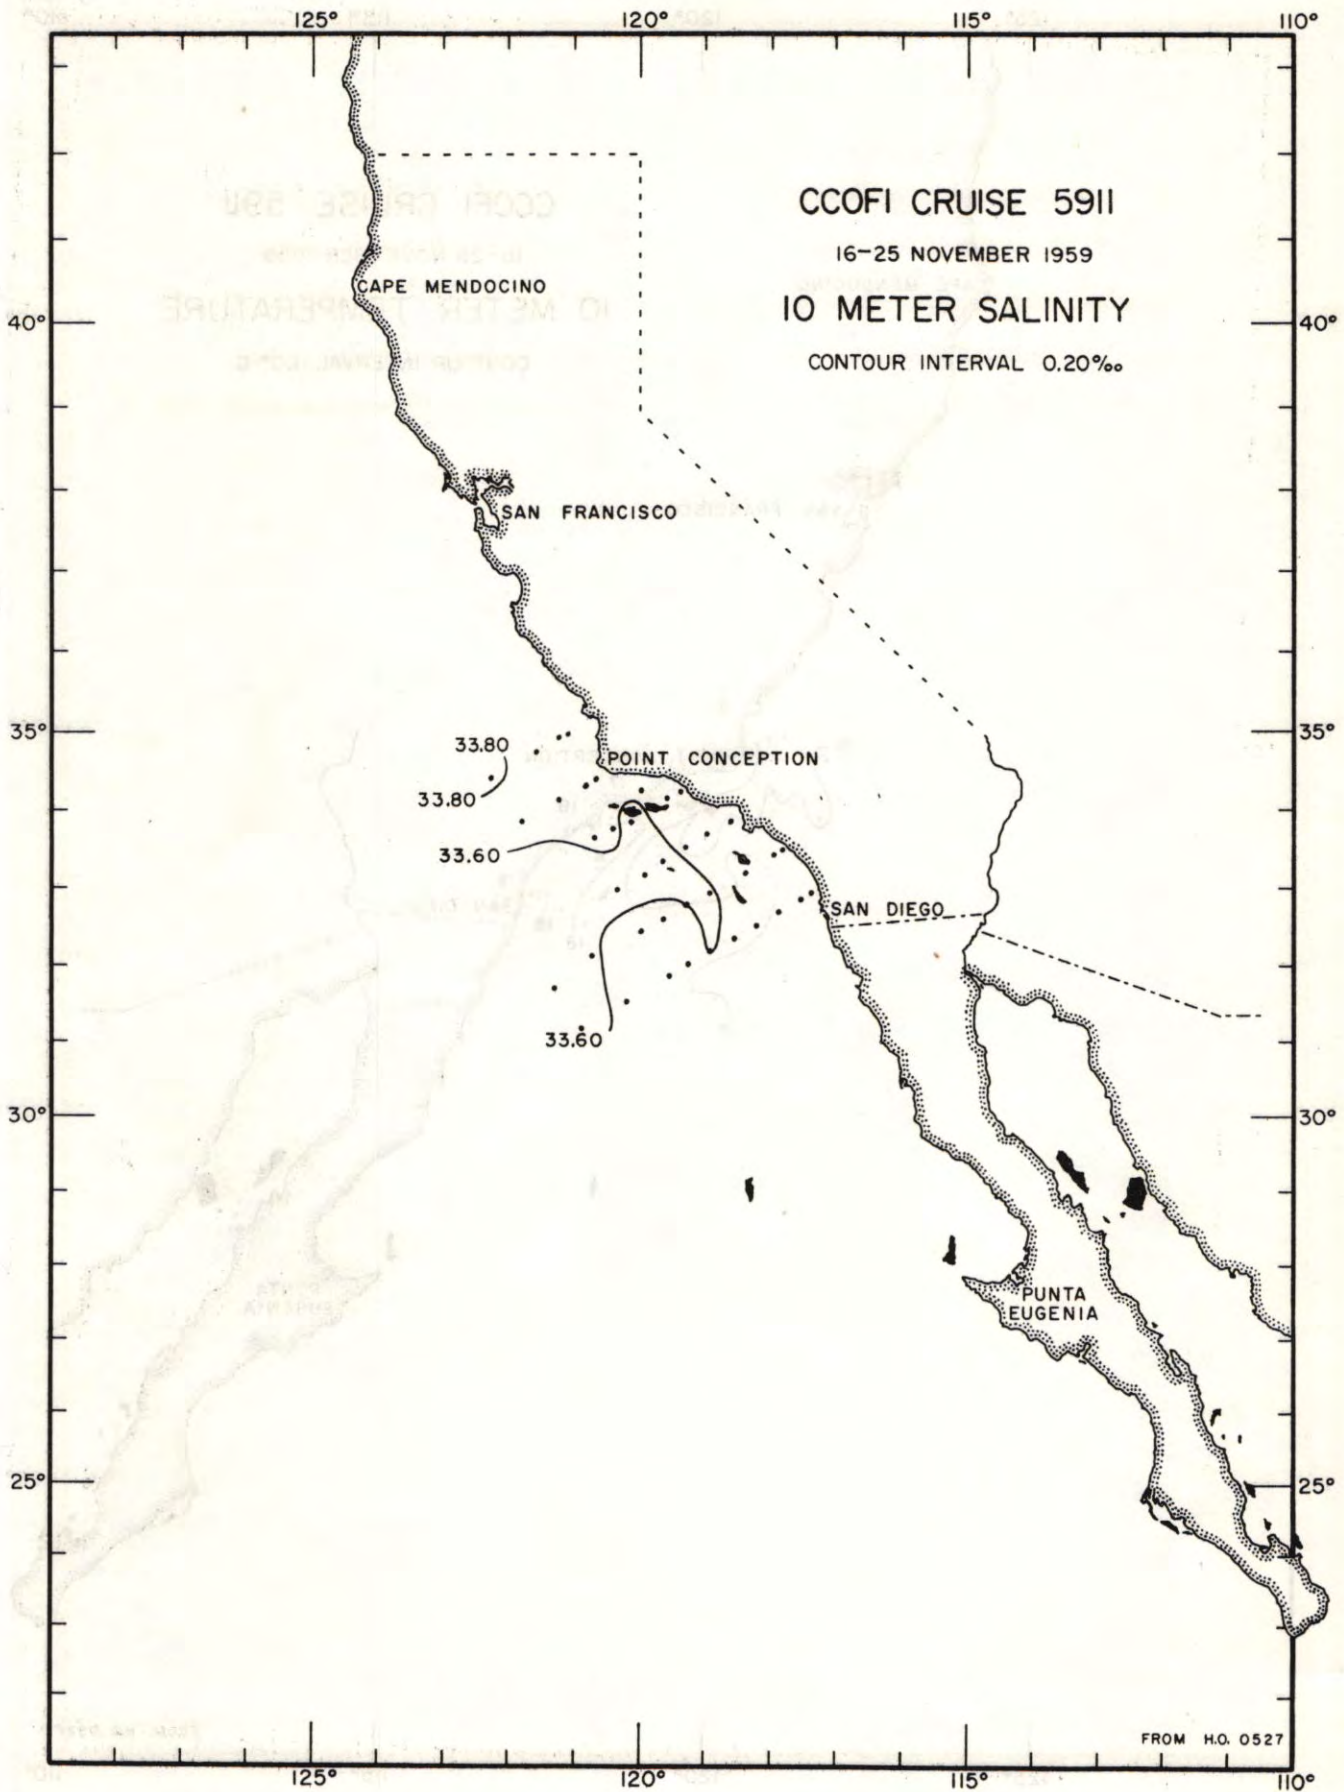 125° 120° 115° 110°
CCOFI CRUISE 5911
16-25 NOVEMBER 1959
10 METER SALINITY
CONTOUR INTERVAL 0.20‰
CAPE MENDOCINO
40° 40°
SAN FRANCISCO
35° 35°
33.80
POINT CONCEPTION
33.80
33.60
SAN DIEGO
33.60
30° 30°
PUNTA
EUGENIA
25° 25°
FROM H.O. 0527
125° 120° 115° 110°